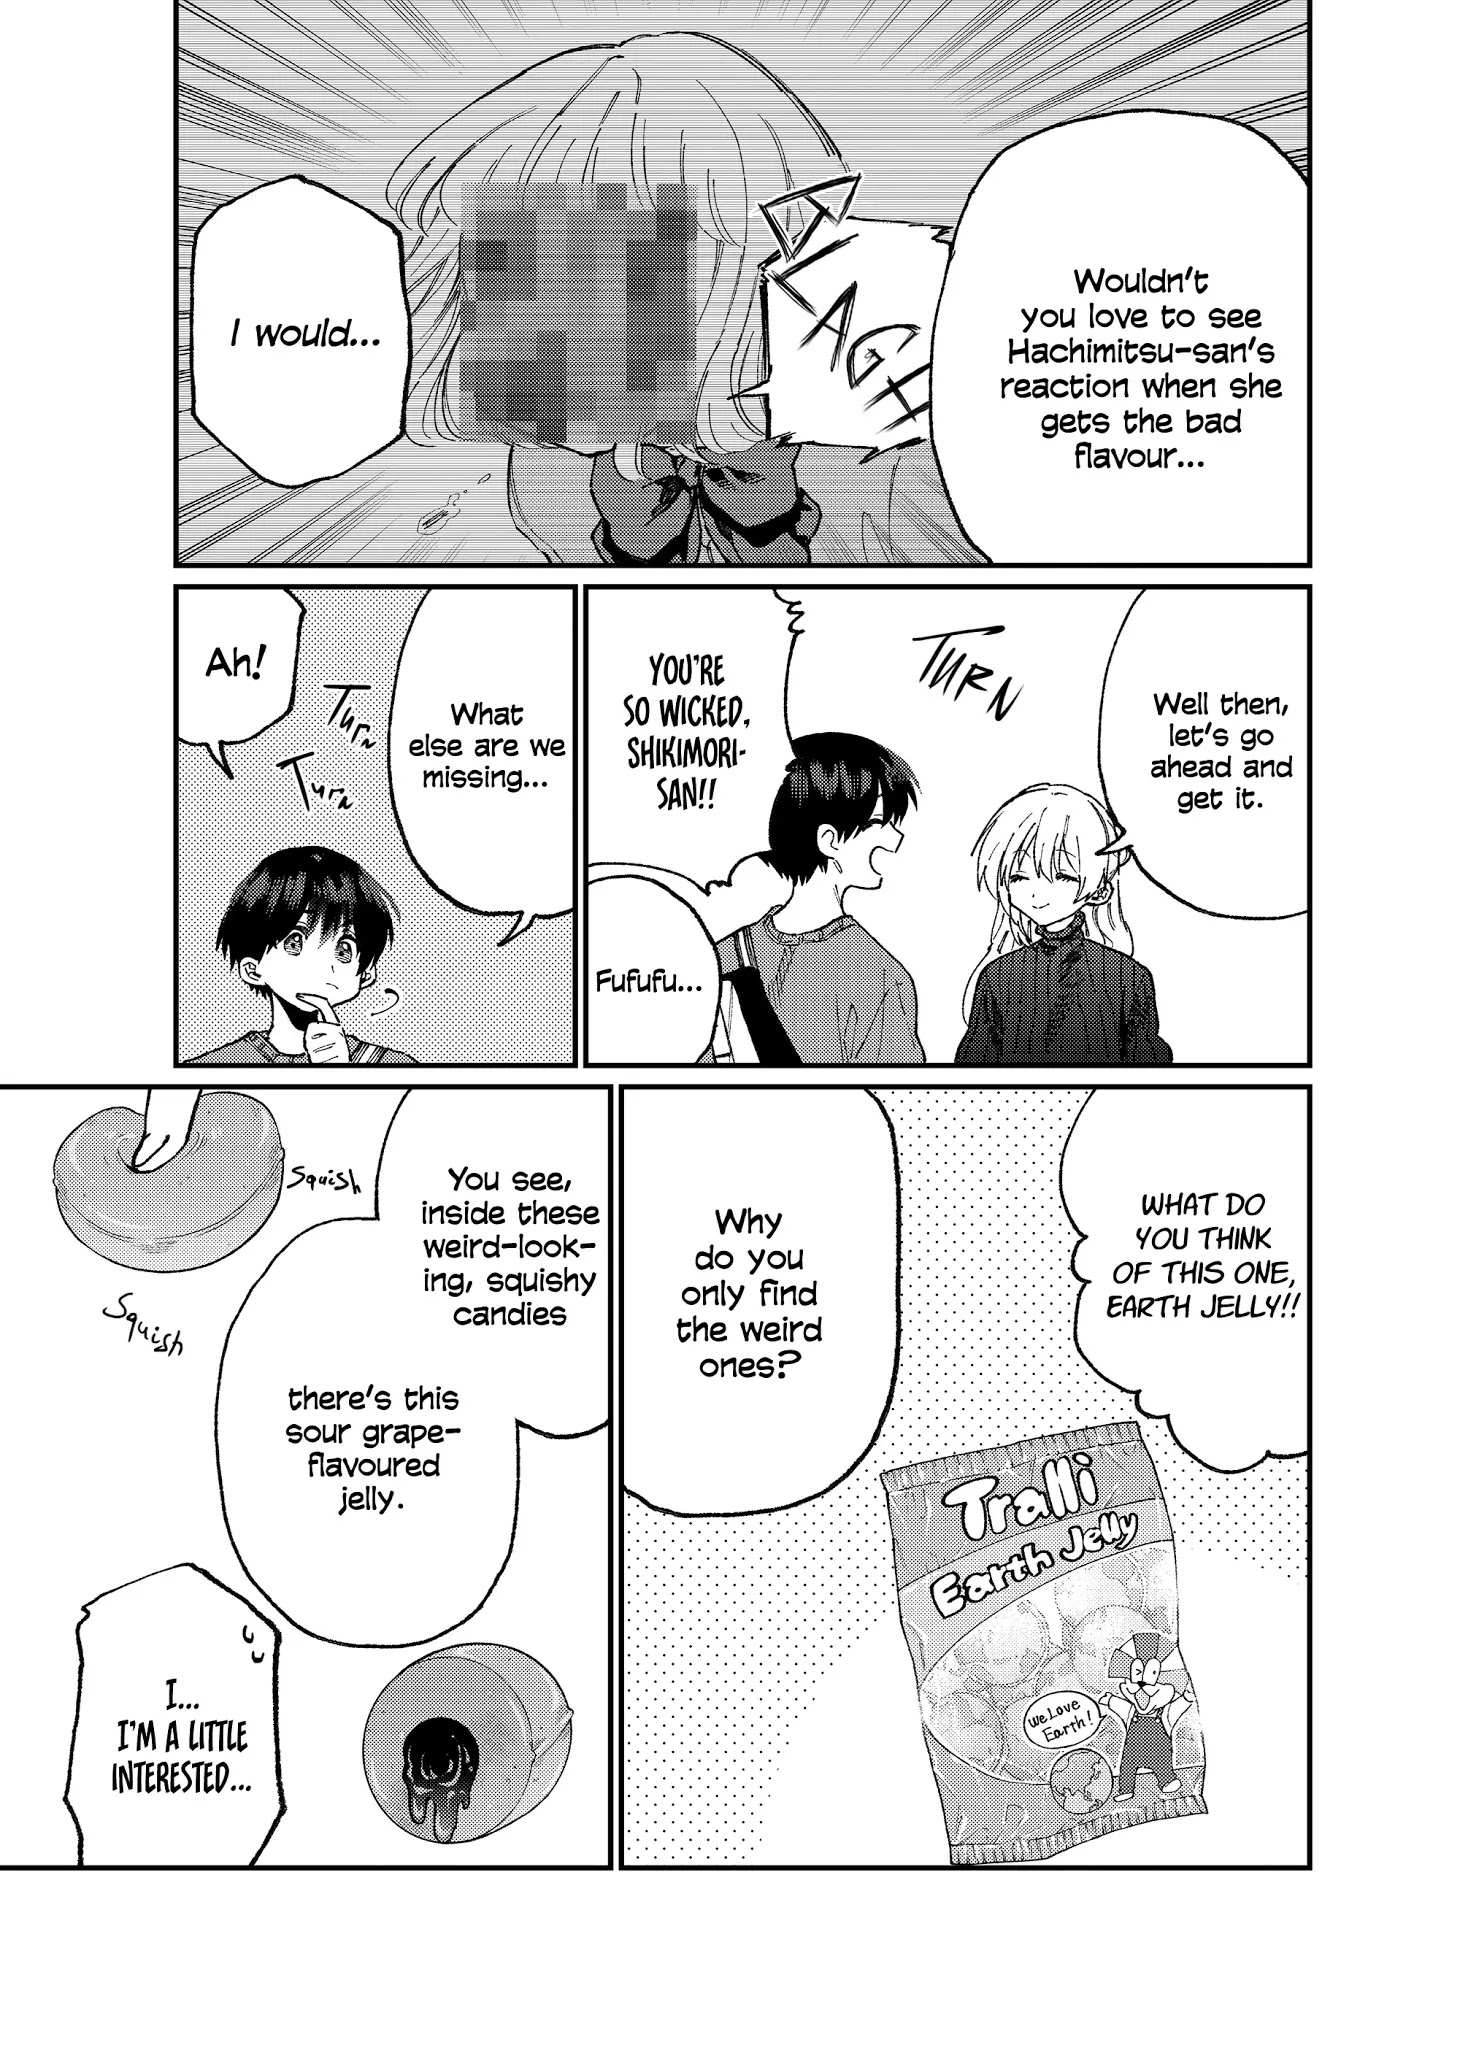 Wouldn't
you love to see
Hachimitsu-san's
reaction when she
gets the bad
flavour...
BLAGH
I would...
Well then,
let's go
ahead and
get it.
TURN
YOU'RE
SO WICKED,
SHIKIMORI-
SAN!!
Fufufu...
What
else are we
missing...
Turn
Turn
Ah!
WHAT DO
YOU THINK
OF THIS ONE,
EARTH JELLY!!
Tralli
Earth Jelly
We Love
Earth!
Why
do you
only find
the weird
ones?
You see,
inside these
weird-look-
ing, squishy
candies
Squish
Squish
there's this
sour grape-
flavoured
jelly.
I...
I'M A LITTLE
INTERESTED...